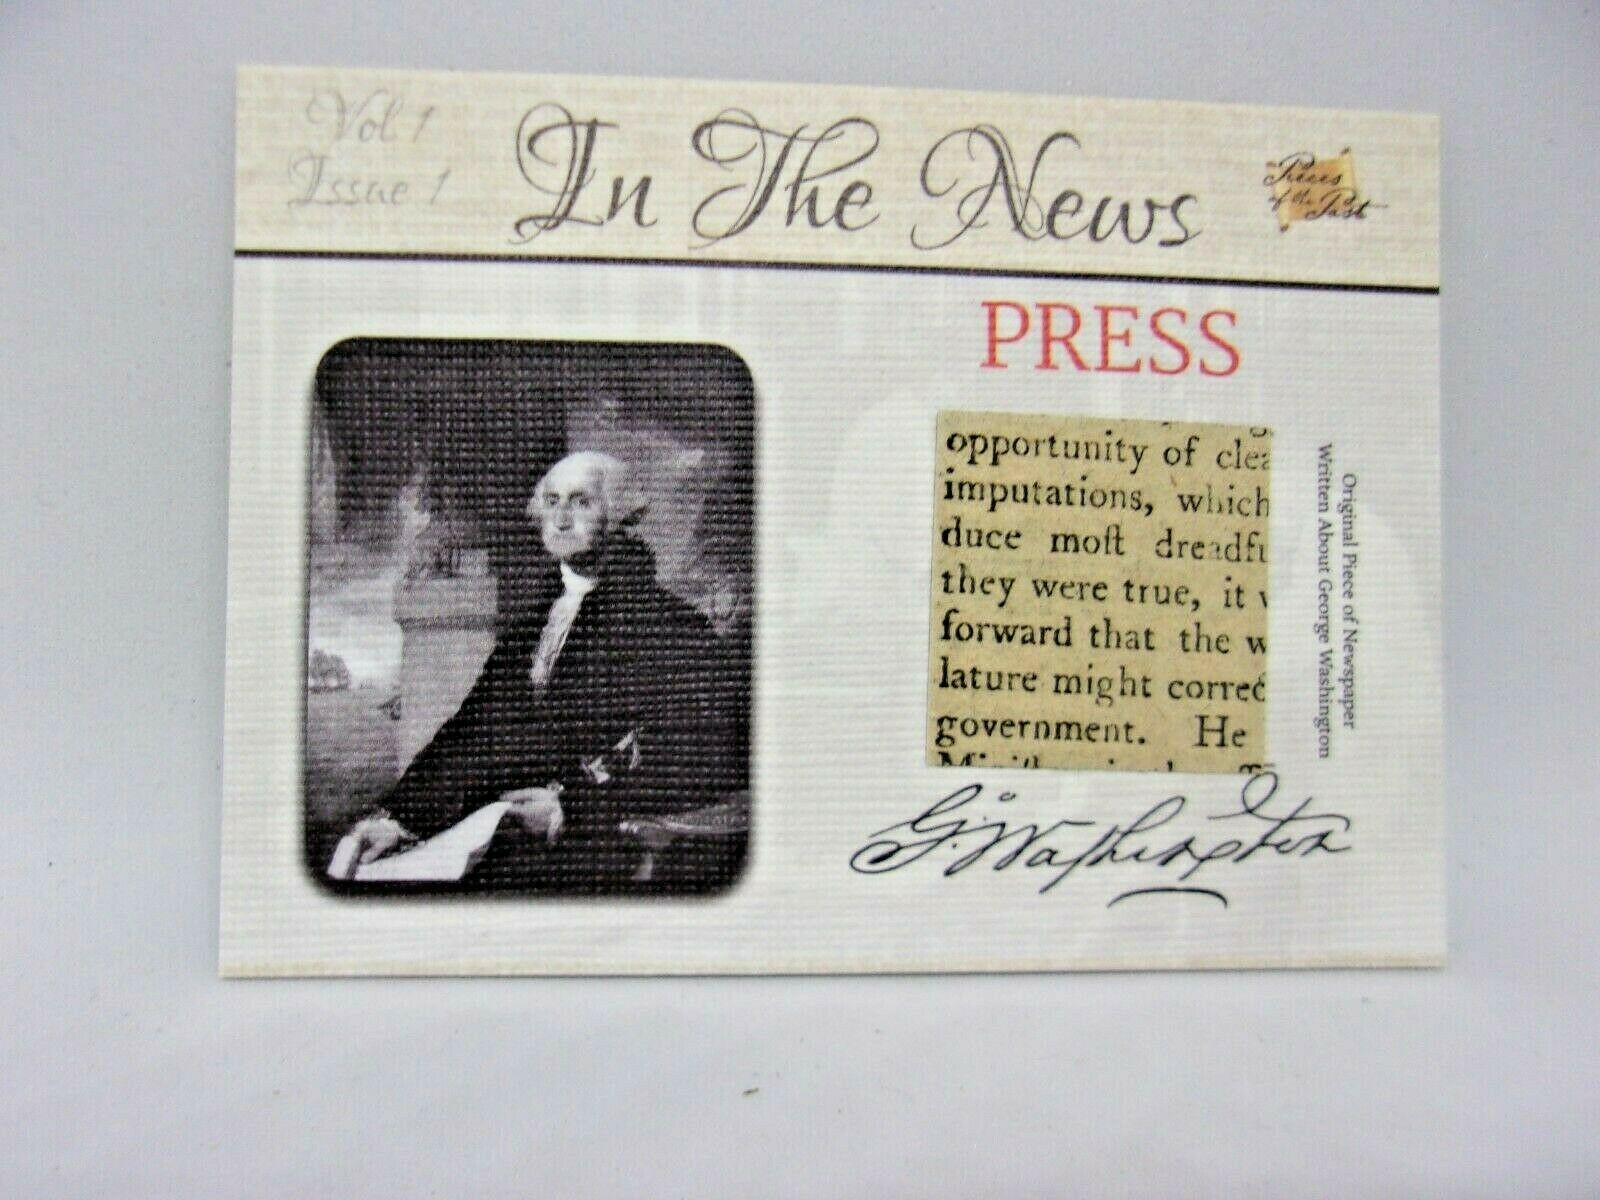 Vol 1
Issue 1
In The News
Pieces
of the Past
PRESS
opportunity of clea
imputations, which
duce moſt dreadfu
they were true, it
forward that the w
lature might correc
government. He
Original Piece of Newspaper
Written About George Washington
G. Washington